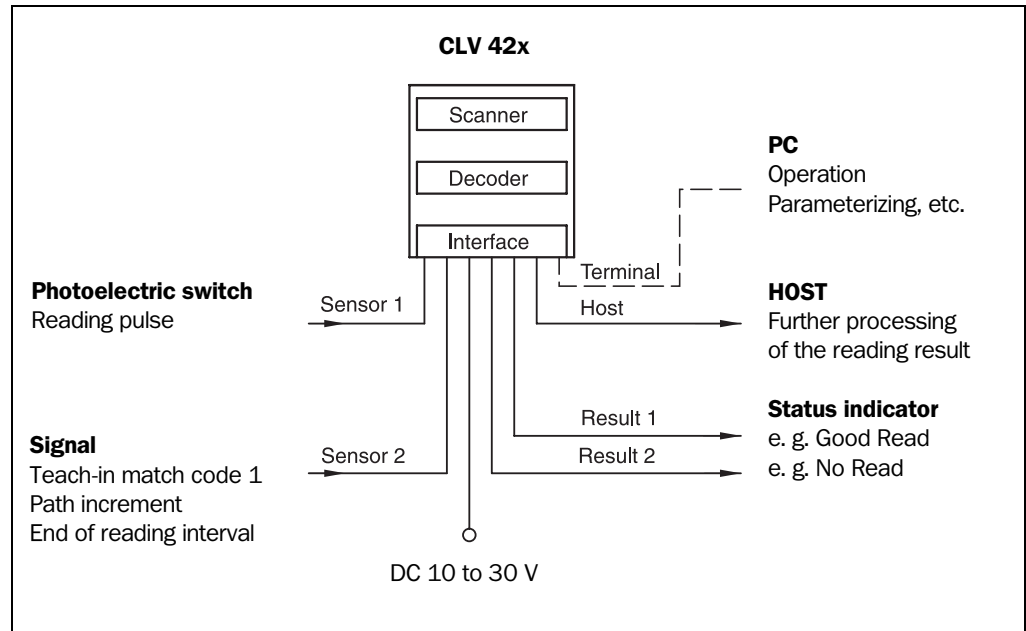 CLV 42x
Scanner
Decoder
Interface
PC
Operation
Parameterizing, etc.
Terminal
Photoelectric switch
Reading pulse
Sensor 1
Host
HOST
Further processing
of the reading result
Signal
Teach-in match code 1
Path increment
End of reading interval
Sensor 2
Result 1
Result 2
Status indicator
e. g. Good Read
e. g. No Read
DC 10 to 30 V